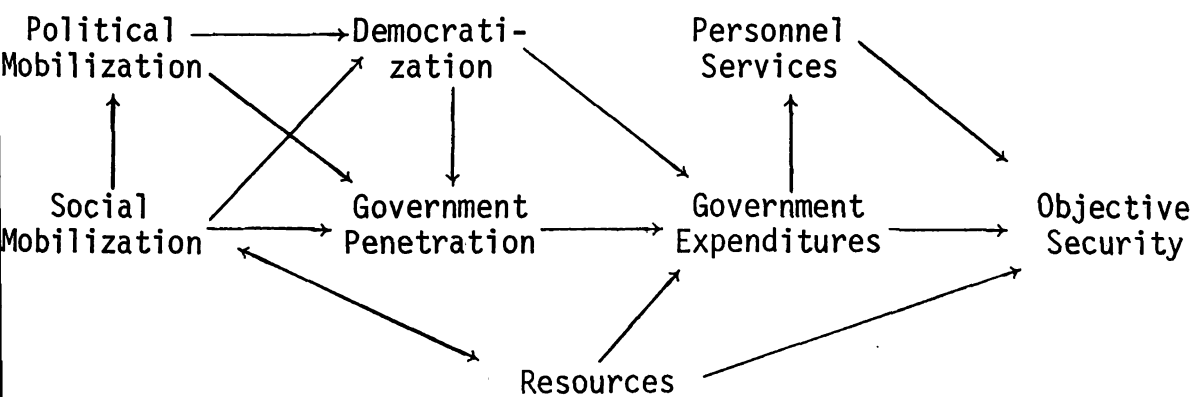 Political
Mobilization
Democrati-
zation
Personnel
Services
Social
Mobilization
Government
Penetration
Government
Expenditures
Objective
Security
Resources